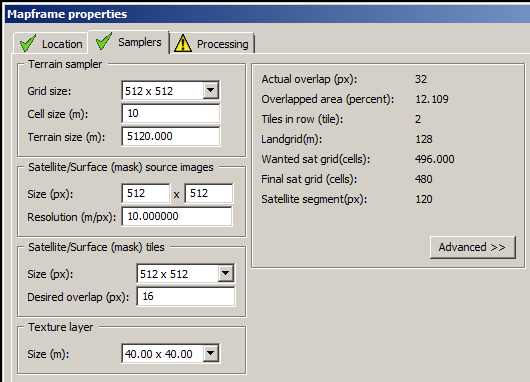 Mapframe properties
Location Samplers Processing
Terrain sampler
Grid size: 512 x 512
Cell size (m): 10
Terrain size (m): 5120.000
Satellite/Surface (mask) source images
Size (px): 512 x 512
Resolution (m/px): 10.000000
Satellite/Surface (mask) tiles
Size (px): 512 x 512
Desired overlap (px): 16
Texture layer
Size (m): 40.00 x 40.00
Actual overlap (px): 32
Overlapped area (percent): 12.109
Tiles in row (tile): 2
Landgrid(m): 128
Wanted sat grid(cells): 496.000
Final sat grid (cells): 480
Satellite segment(px): 120
Advanced >>